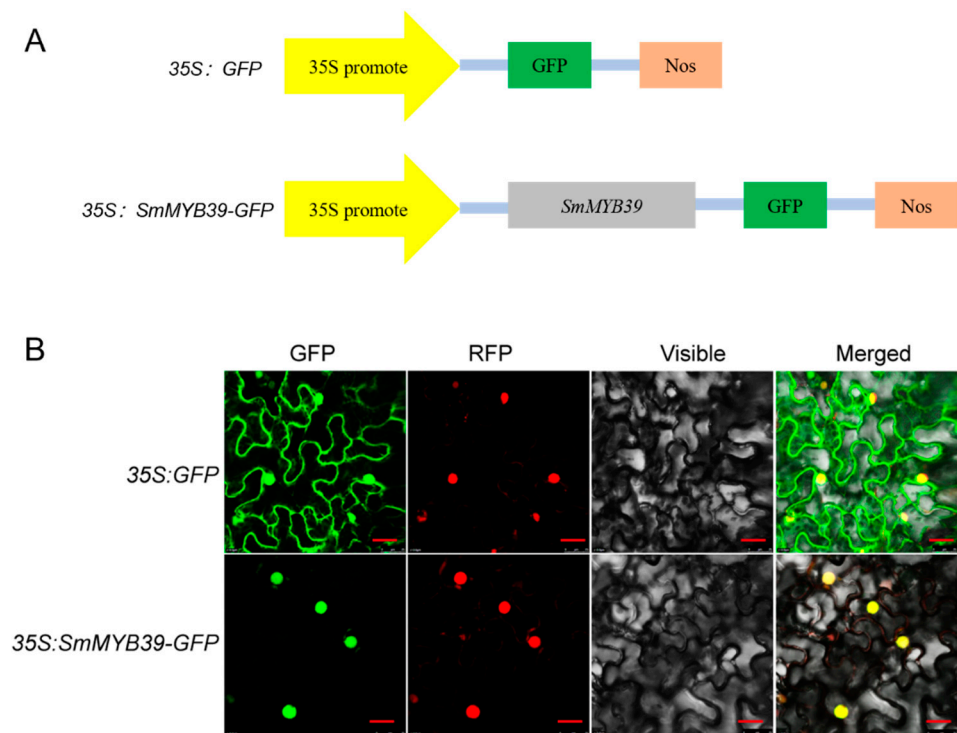 A
35S: GFP
35S promote
GFP
Nos
35S: SmMYB39-GFP
35S promote
SmMYB39
GFP
Nos
B
GFP
RFP
Visible
Merged
35S:GFP
35S:SmMYB39-GFP